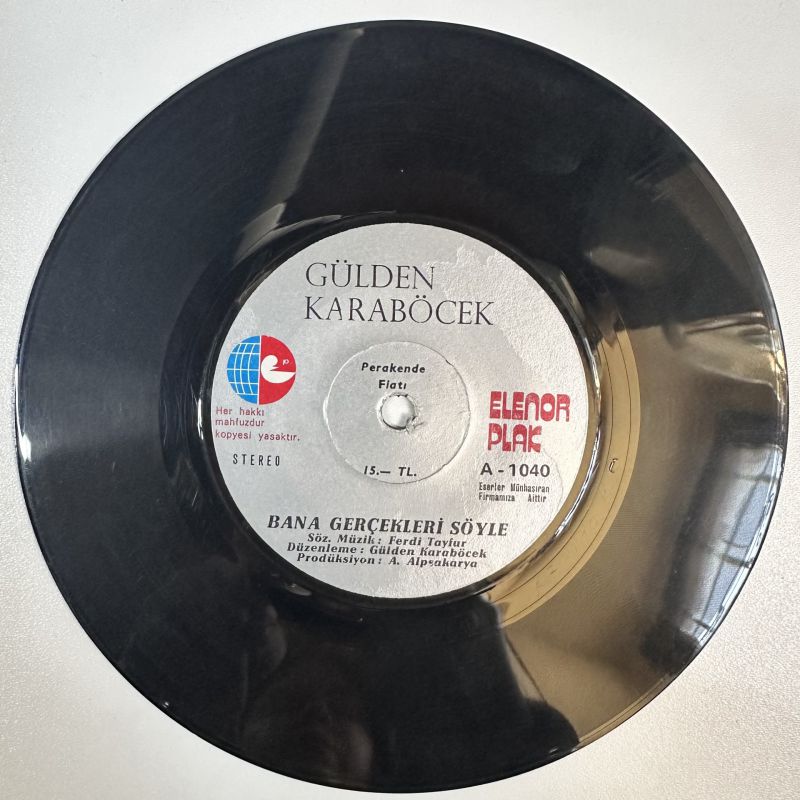 GÜLDEN
KARABÖCEK
Perakende
Fiatı
Her hakkı
mahfuzdur
kopyesi yasaktır.
STEREO
15.— TL.
ELENOR
PLAK
A - 1040
Eserler Münhasıran
Firmamıza Aittir
BANA GERÇEKLERİ SÖYLE
Söz. Müzik: Ferdi Tayfur
Düzenleme : Gülden Karaböcek
Prodüksiyon : A. Alpsakarya